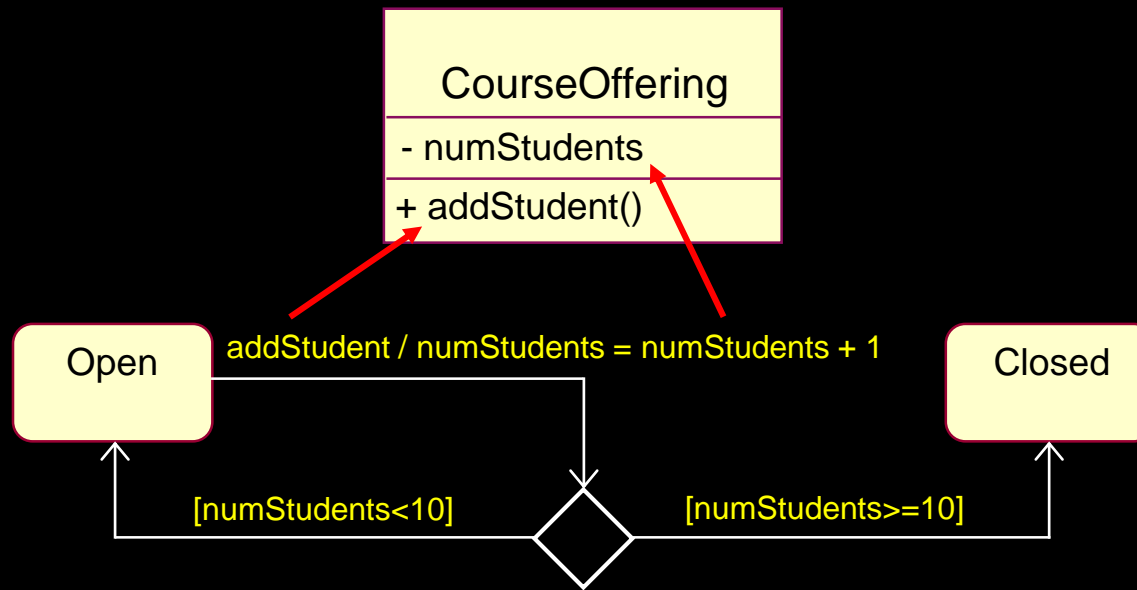 CourseOffering
- numStudents
+ addStudent()
addStudent / numStudents = numStudents + 1
Open
Closed
[numStudents<10]
[numStudents>=10]